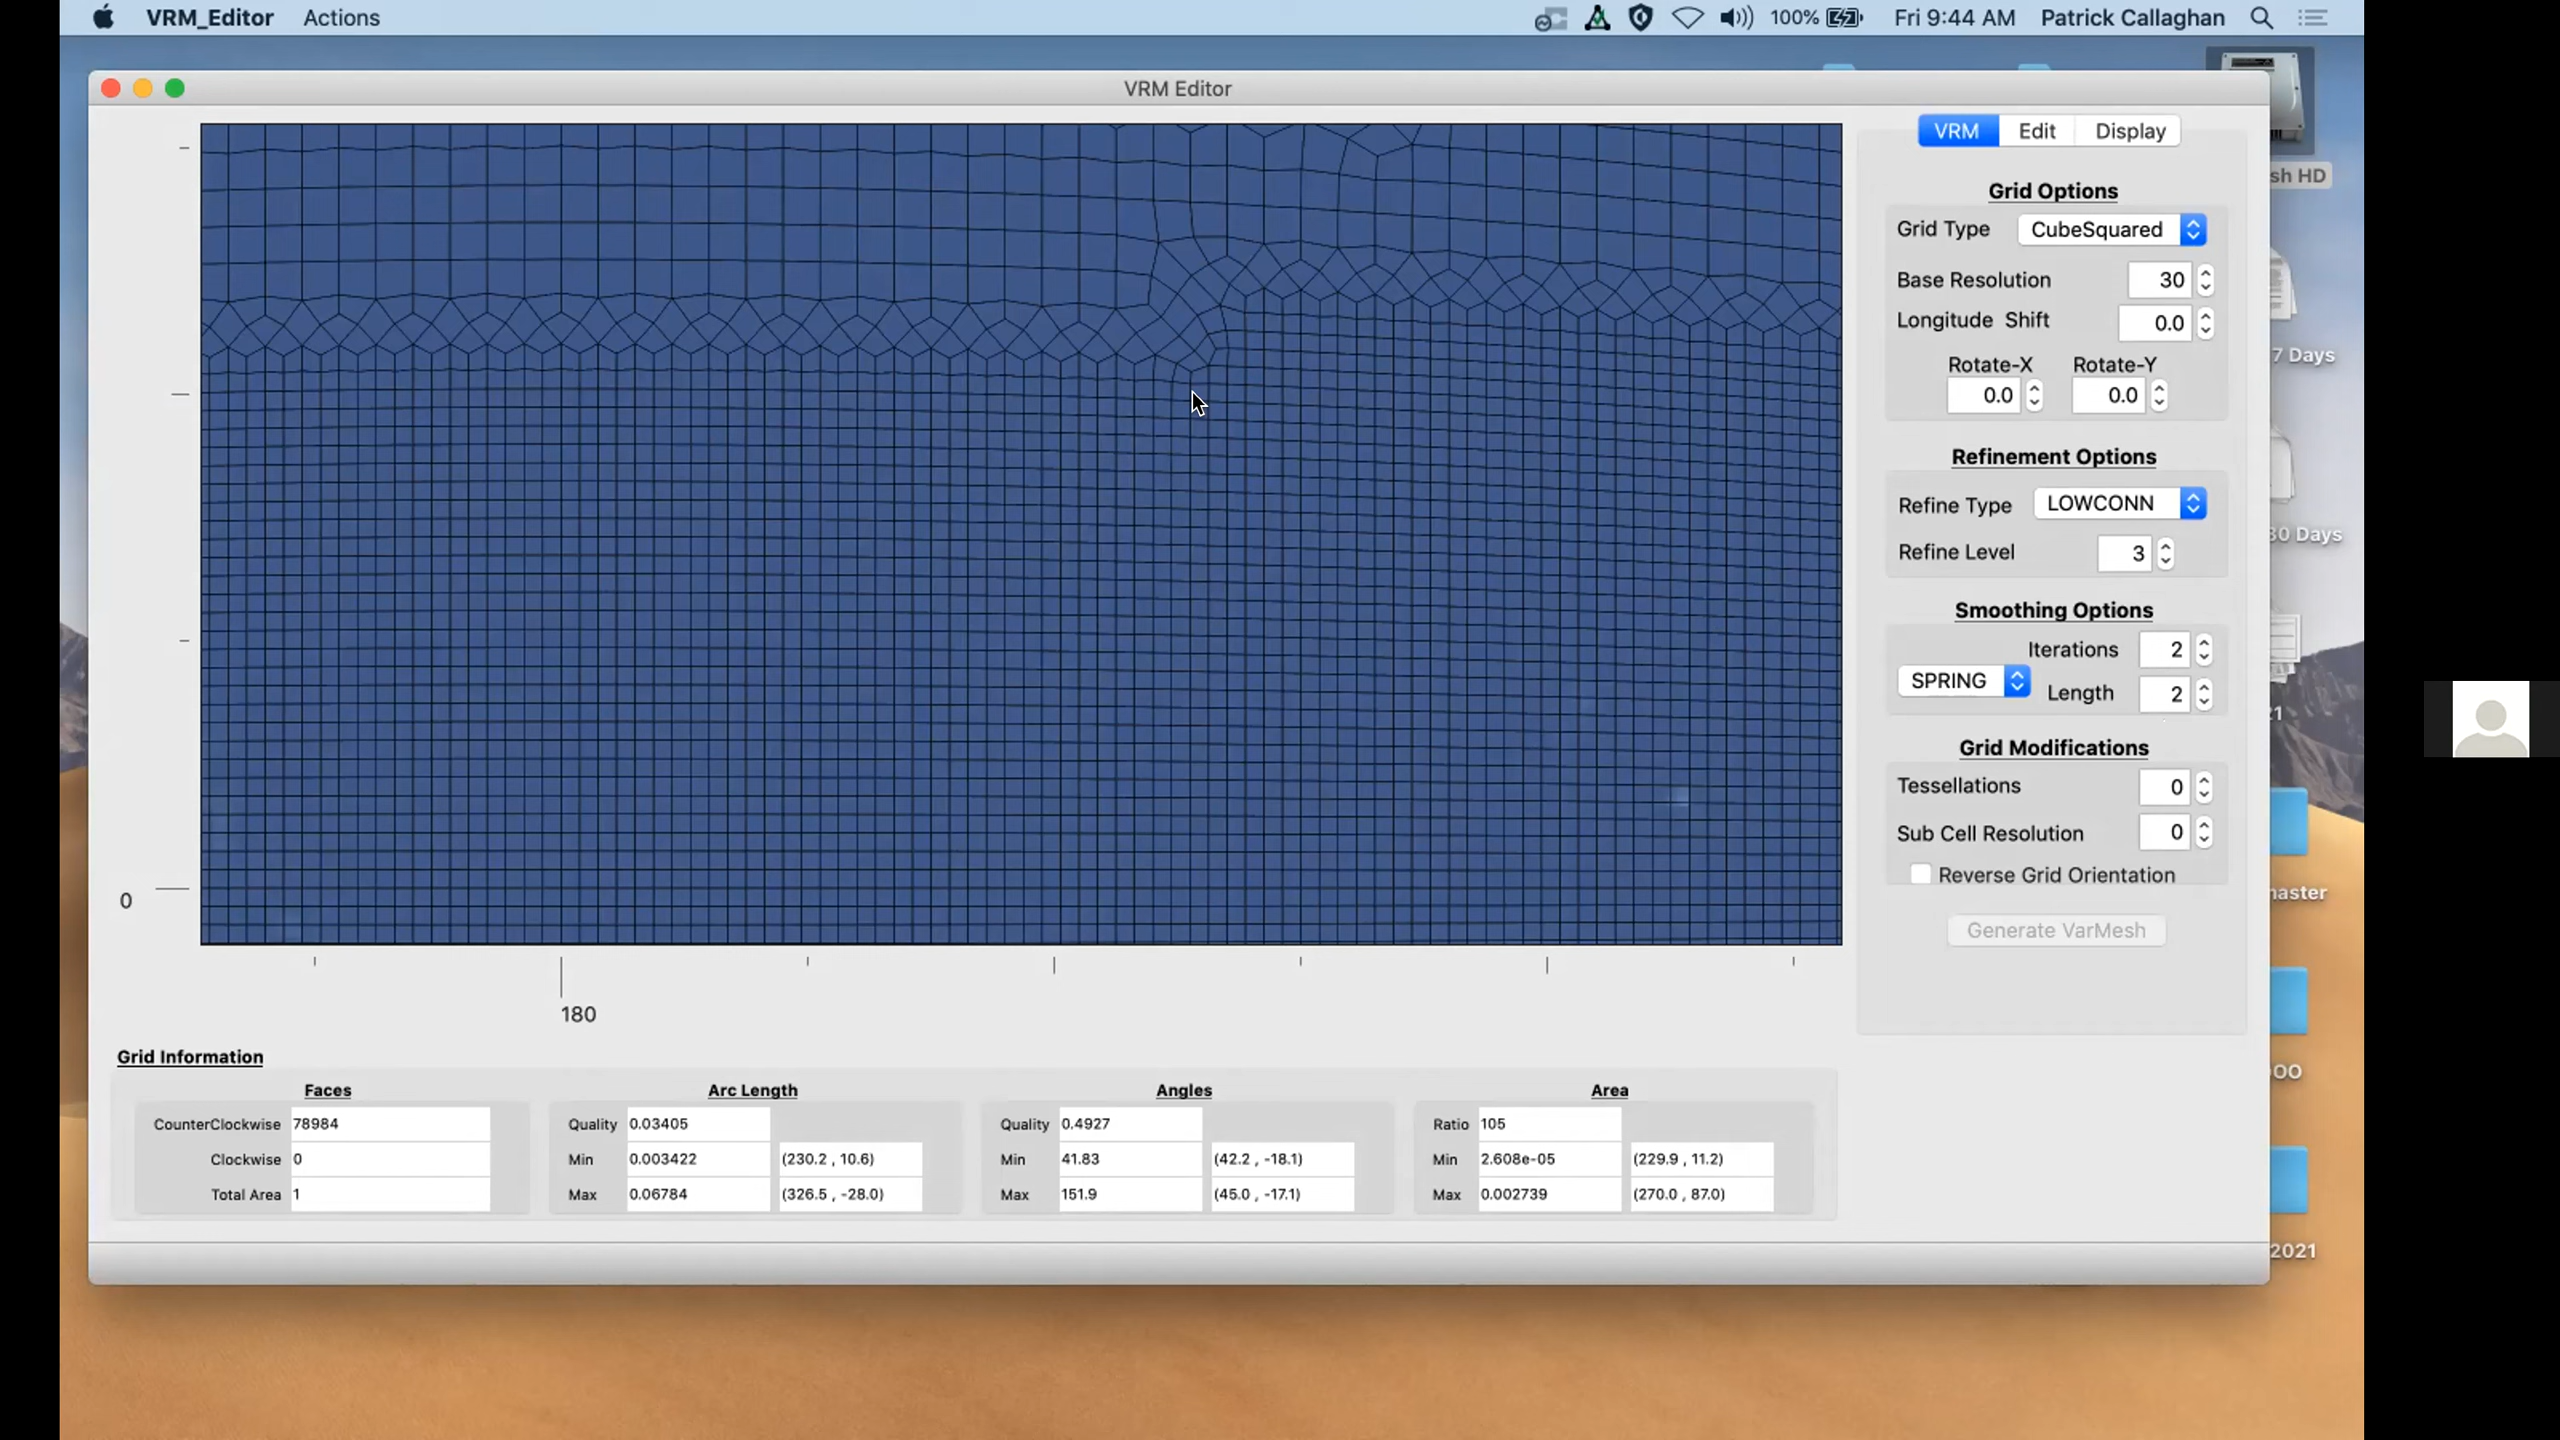 VRM_Editor Actions 100% Fri 9:44 AM Patrick Callaghan
VRM Editor
sh HD
7 Days
30 Days
21
master
OO
2021
0
180
VRM Edit Display
Grid Options
Grid Type CubeSquared
Base Resolution 30
Longitude Shift 0.0
Rotate-X Rotate-Y
0.0 0.0
Refinement Options
Refine Type LOWCONN
Refine Level 3
Smoothing Options
Iterations 2
SPRING Length 2
Grid Modifications
Tessellations 0
Sub Cell Resolution 0
Reverse Grid Orientation
Generate VarMesh
Grid Information
Faces Arc Length Angles Area
CounterClockwise 78984 Quality 0.03405 Quality 0.4927 Ratio 105
Clockwise 0 Min 0.003422 (230.2 , 10.6) Min 41.83 (42.2 , -18.1) Min 2.608e-05 (229.9 , 11.2)
Total Area 1 Max 0.06784 (326.5 , -28.0) Max 151.9 (45.0 , -17.1) Max 0.002739 (270.0 , 87.0)